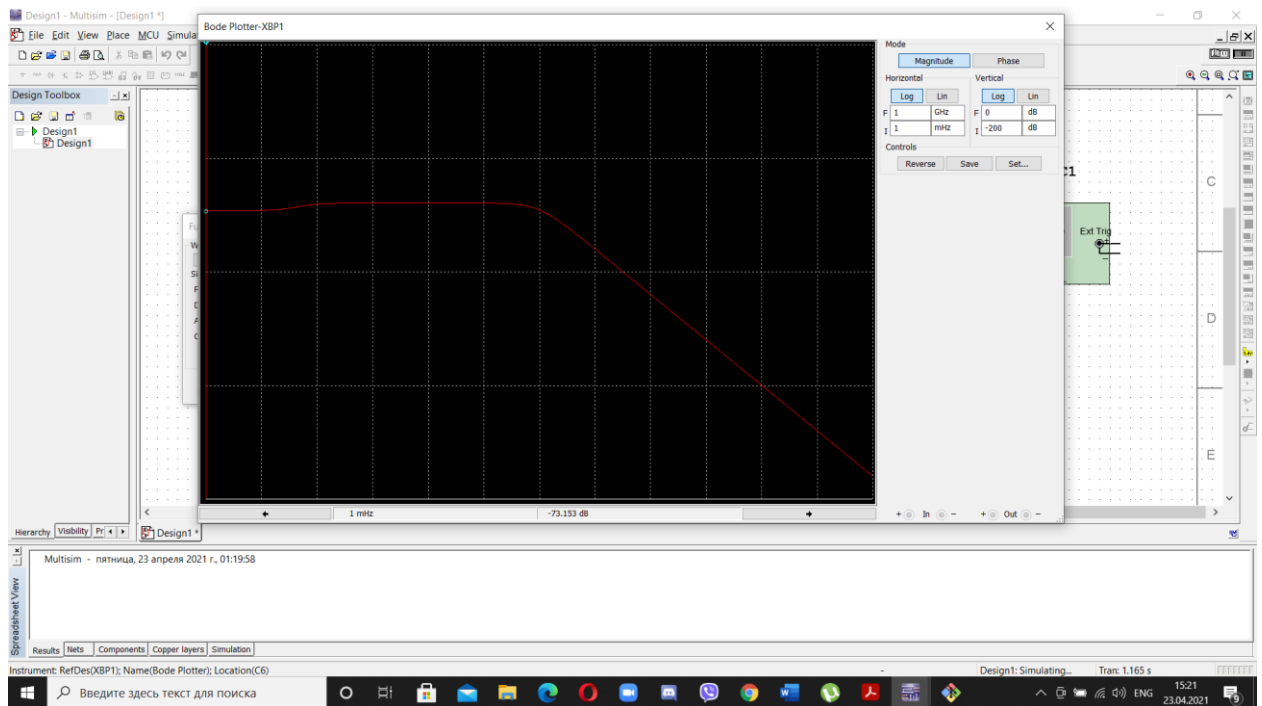 Design1 - Multisim - [Design1 *]
File Edit View Place MCU Simula
Bode Plotter-XBP1
Mode
Magnitude Phase
Horizontal Vertical
Log Lin Log Lin
F 1 GHz F 0 dB
I 1 mHz I -200 dB
Controls
Reverse Save Set...
Design Toolbox
Design1
Design1
C
Ext Trig
D
E
1 mHz -73.153 dB
+ In - + Out -
Hierarchy Visibility Pr
Design1 *
Multisim - пятница, 23 апреля 2021 г., 01:19:58
Spreadsheet View
Results Nets Components Copper layers Simulation
Instrument: RefDes(XBP1); Name(Bode Plotter); Location(C6)
- Design1: Simulating... Tran: 1.165 s
Введите здесь текст для поиска
ENG
15:21
23.04.2021
9